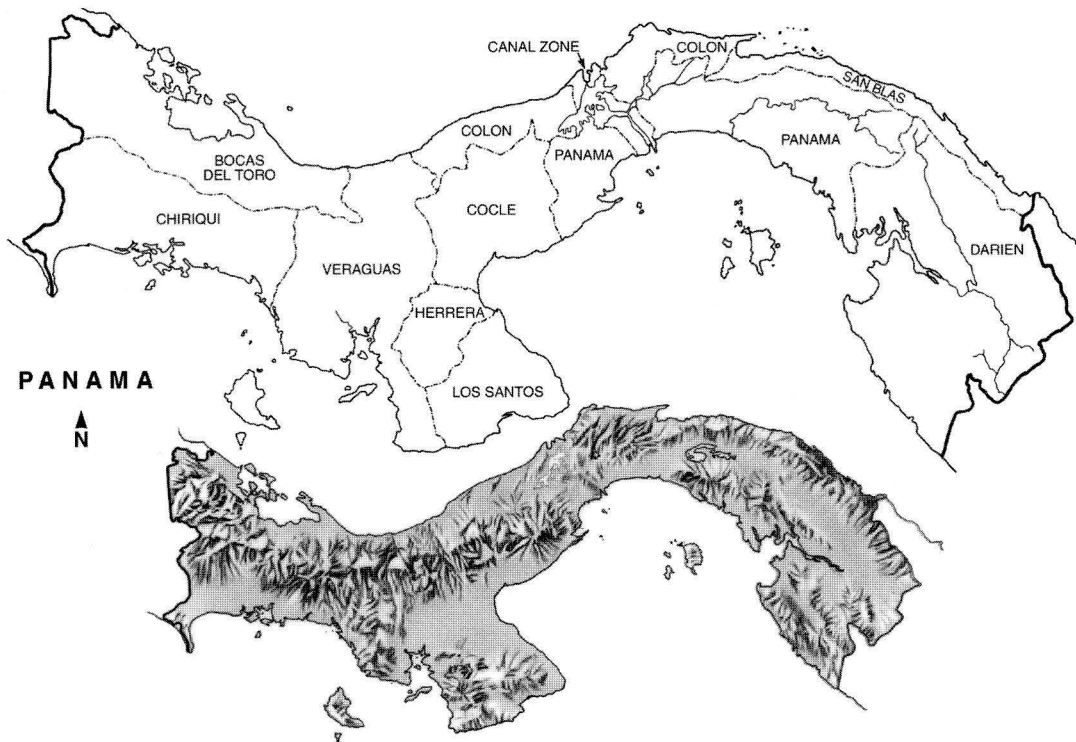 CANAL ZONE
COLON
SAN BLAS
COLON
PANAMA
PANAMA
BOCAS
DEL TORO
CHIRIQUI
COCLE
VERAGUAS
DARIEN
HERRERA
LOS SANTOS
PANAMA
N